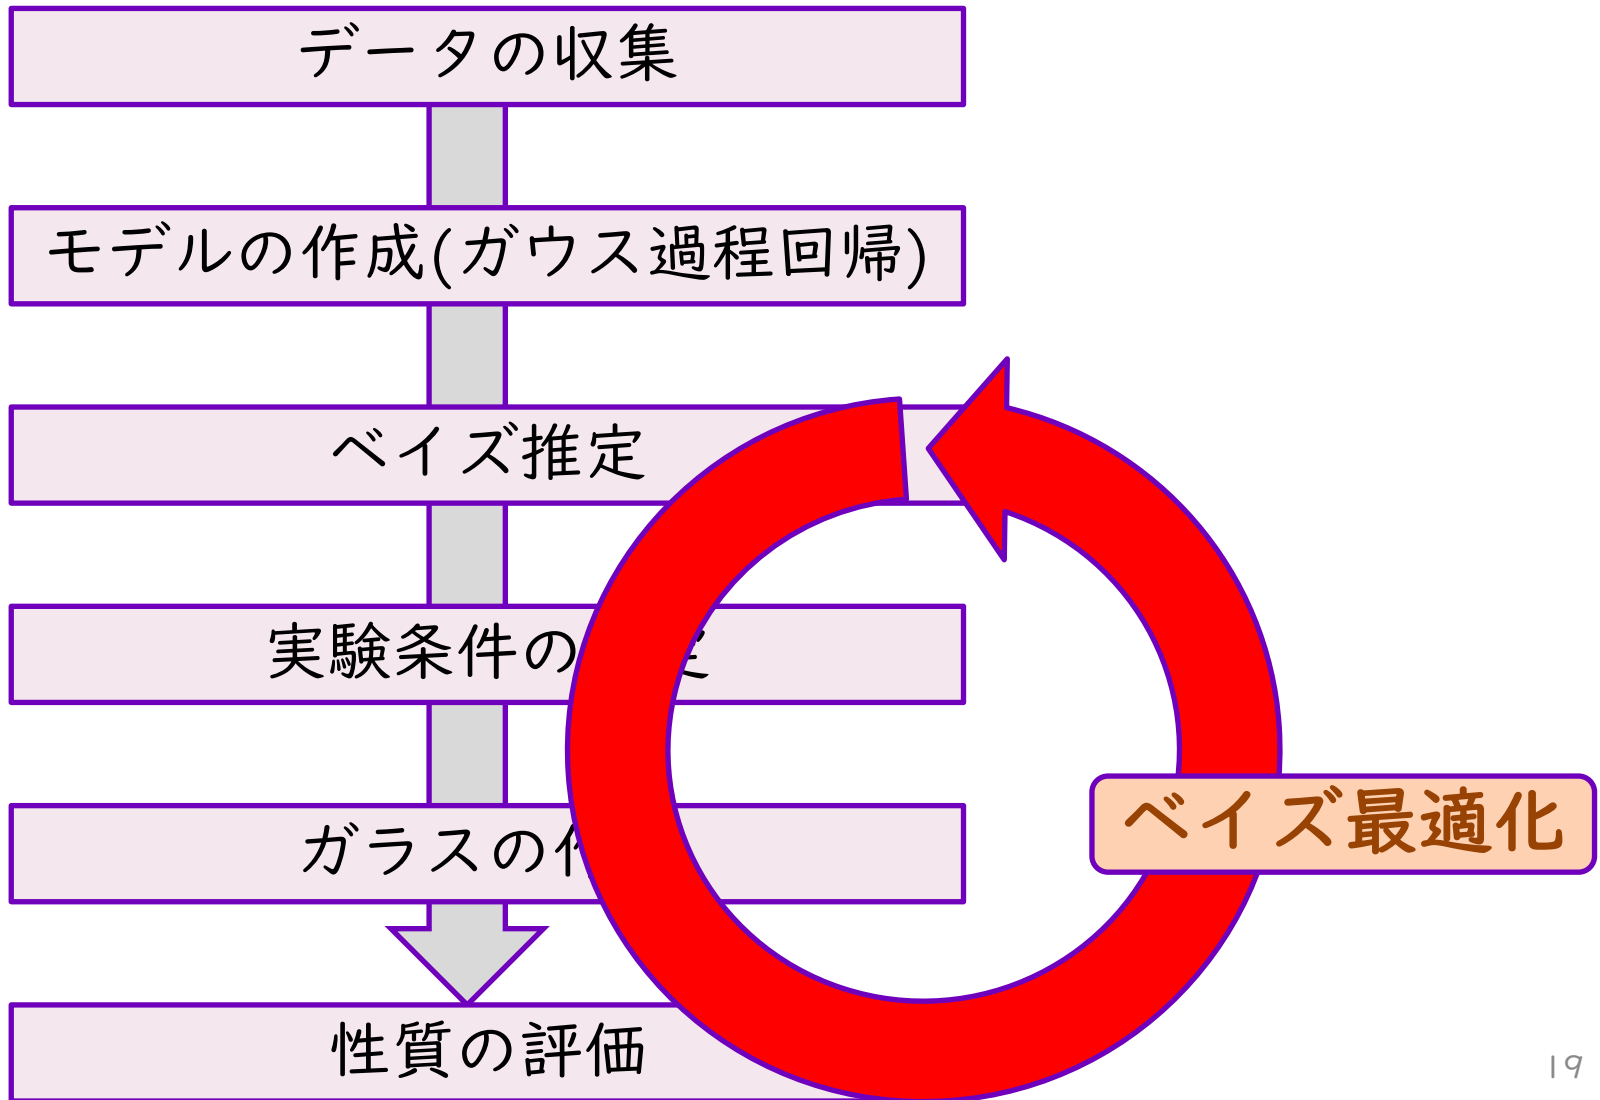 データの収集
モデルの作成(ガウス過程回帰)
ベイズ推定
実験条件の
ガラスの
ベイズ最適化
性質の評価
19